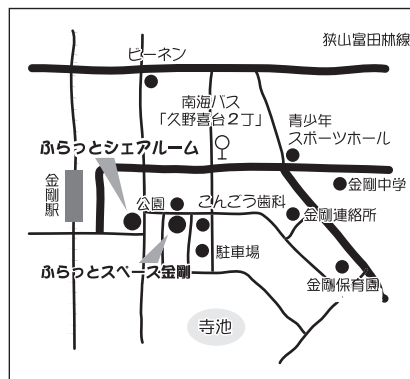 狭山富田林線
ピーネン
南海バス
「久野喜台2丁」
青少年
スポーツホール
ふらっとシェアルーム
金剛駅
公園
こんごう歯科
金剛中学
金剛連絡所
ふらっとスペース金剛
駐車場
金剛保育園
寺池